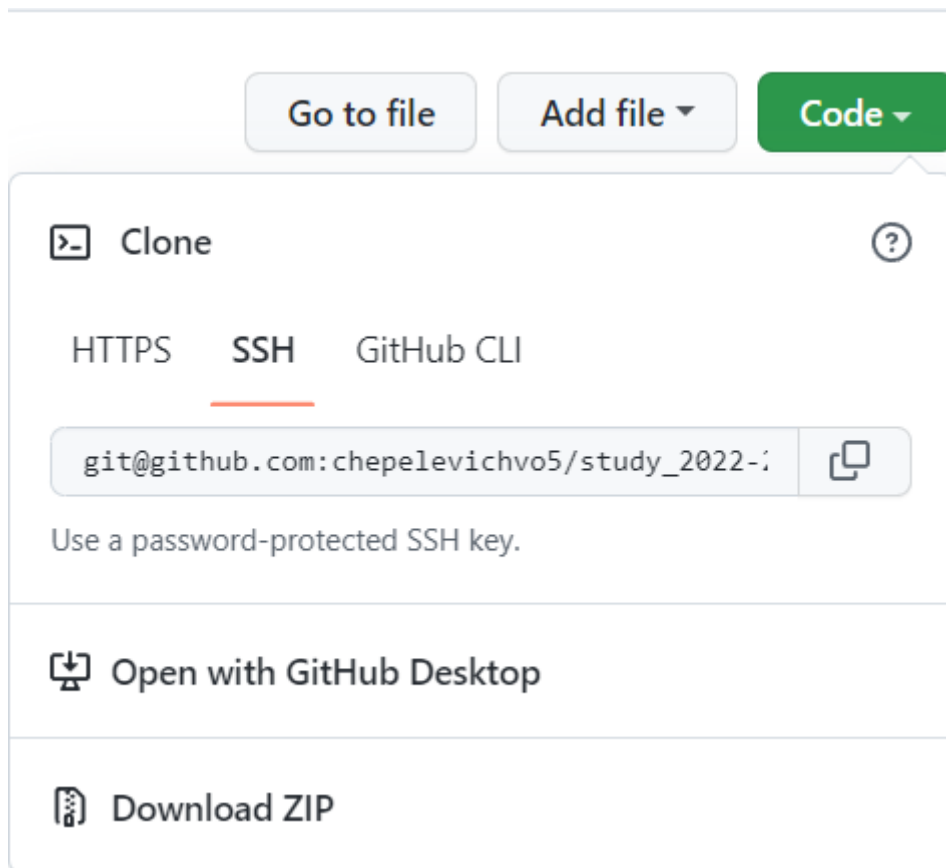 Go to file Add file Code
Clone
HTTPS SSH GitHub CLI
git@github.com:chepelevichvo5/study_2022-
Use a password-protected SSH key.
Open with GitHub Desktop
Download ZIP